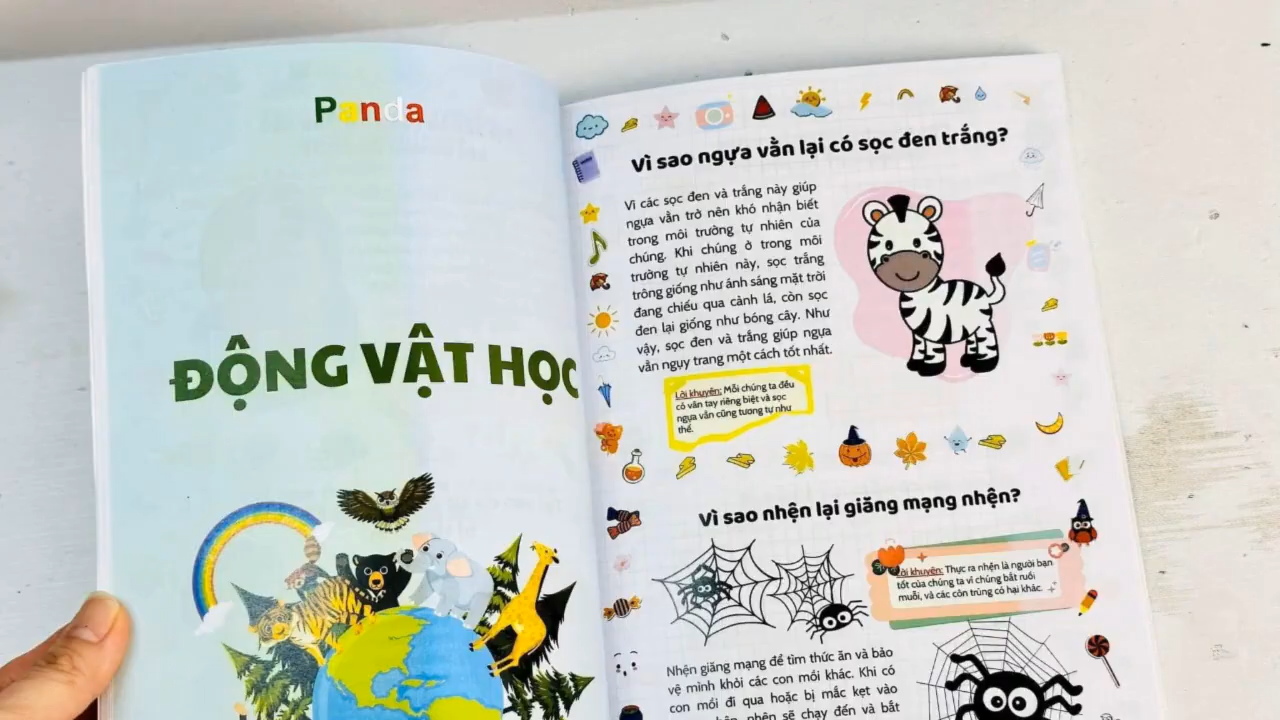 Panda
ĐỘNG VẬT HỌC
Vì sao ngựa vằn lại có sọc đen trắng?
Vì các sọc đen và trắng này giúp
ngựa vằn trở nên khó nhận biết
trong môi trường tự nhiên của
chúng. Khi chúng ở trong môi
trường tự nhiên này, sọc trắng
trông giống như ánh sáng mặt trời
đang chiếu qua cành lá, còn sọc
đen lại giống như bóng cây. Như
vậy, sọc đen và trắng giúp ngựa
vằn ngụy trang một cách tốt nhất.
Lời khuyên: Mỗi chúng ta đều
có vân tay riêng biệt và sọc
ngựa vằn cũng tương tự như
thế.
Vì sao nhện lại giăng mạng nhện?
Lời khuyên: Thực ra nhện là người bạn
tốt của chúng ta vì chúng bắt ruồi
muỗi, và các côn trùng có hại khác.
Nhện giăng mạng để tìm thức ăn và bảo
vệ mình khỏi các con mồi khác. Khi có
con mồi đi qua hoặc bị mắc kẹt vào
nhện, nhện sẽ chạy đến và bắt